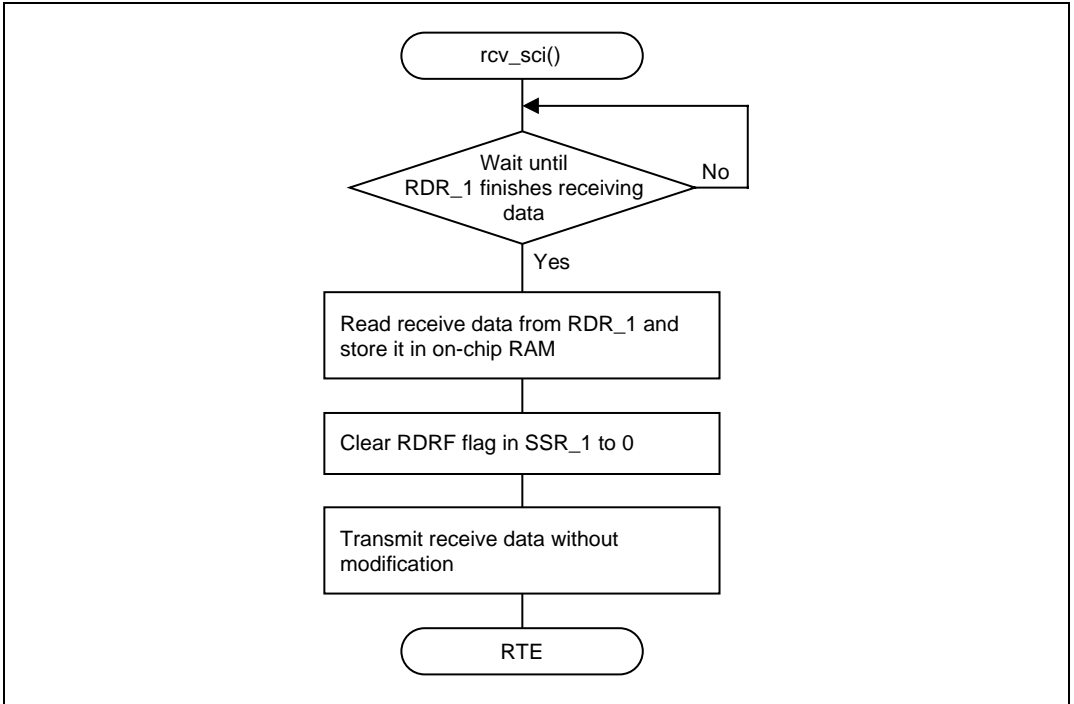 rcv_sci()
Wait until
RDR_1 finishes receiving
data
No
Yes
Read receive data from RDR_1 and
store it in on-chip RAM
Clear RDRF flag in SSR_1 to 0
Transmit receive data without
modification
RTE